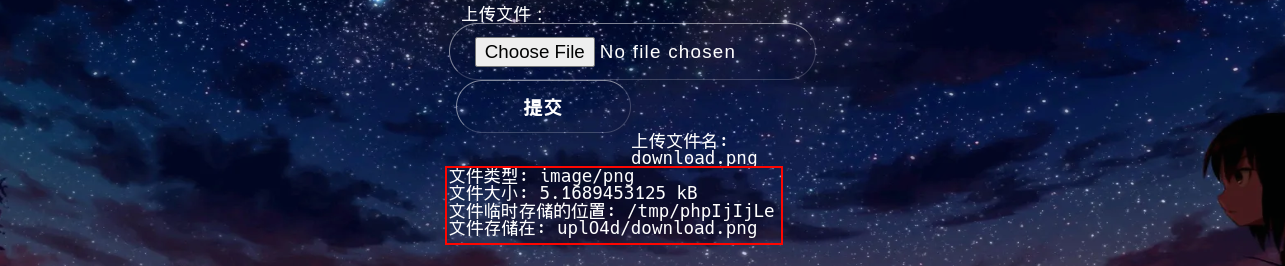 上传文件：
Choose File No file chosen
提交
上传文件名:
download.png
文件类型: image/png
文件大小: 5.1689453125 kB
文件临时存储的位置: /tmp/phpIjIjLe
文件存储在: uplO4d/download.png